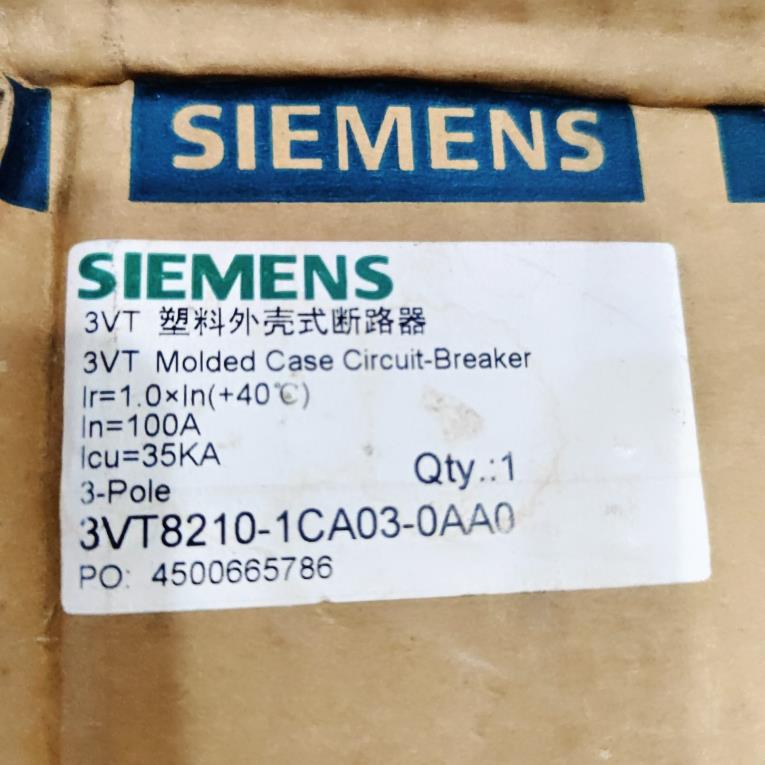 SIEMENS
SIEMENS
3VT 塑料外壳式断路器
3VT Molded Case Circuit-Breaker
Ir=1.0×In(+40℃)
In=100A
Icu=35KA
Qty.:1
3-Pole
3VT8210-1CA03-0AA0
PO: 4500665786